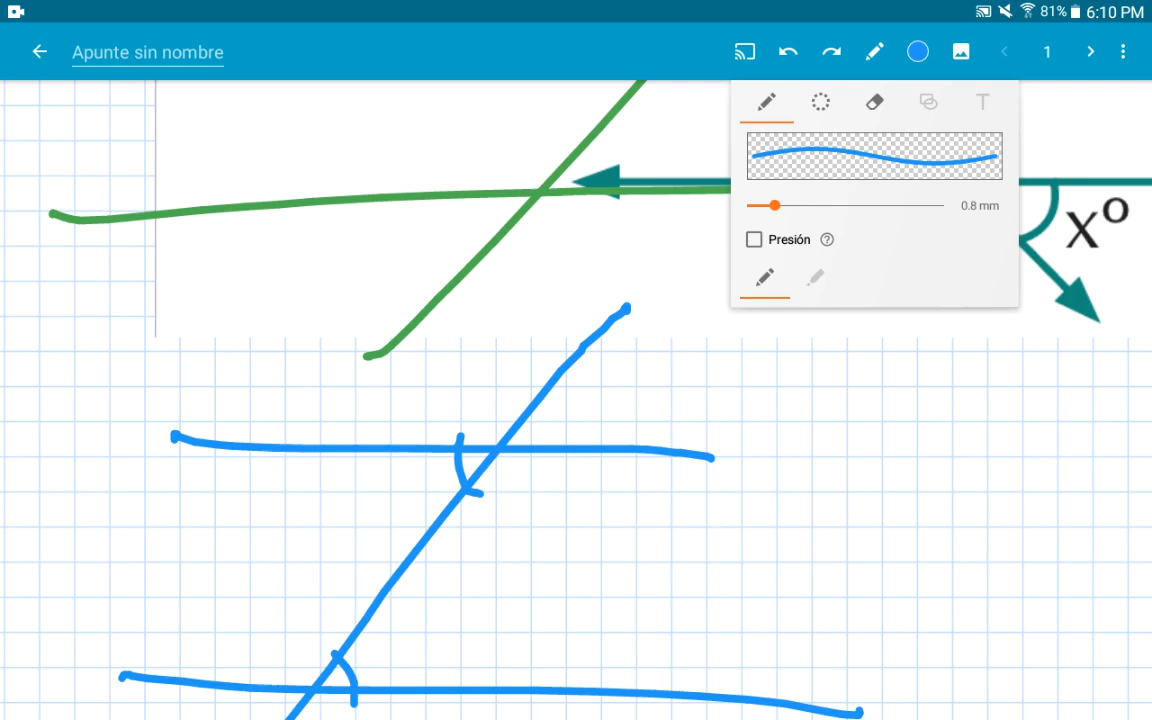 81% 6:10 PM
Apunte sin nombre 1
T
0.8 mm
Presión ?
xº